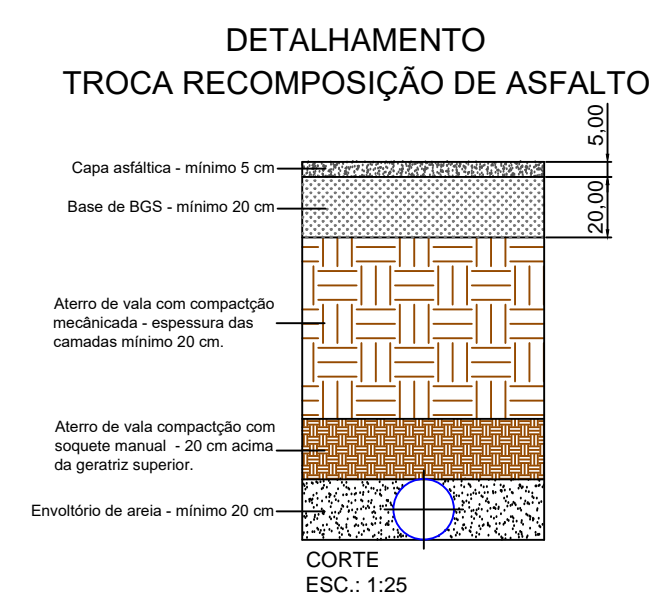 DETALHAMENTO
TROCA RECOMPOSIÇÃO DE ASFALTO
5,00
Capa asfáltica - mínimo 5 cm
20,00
Base de BGS - mínimo 20 cm
Aterro de vala com compactção
mecânicada - espessura das
camadas mínimo 20 cm.
Aterro de vala compactção com
soquete manual - 20 cm acima
da geratriz superior.
Envoltório de areia - mínimo 20 cm
CORTE
ESC.: 1:25